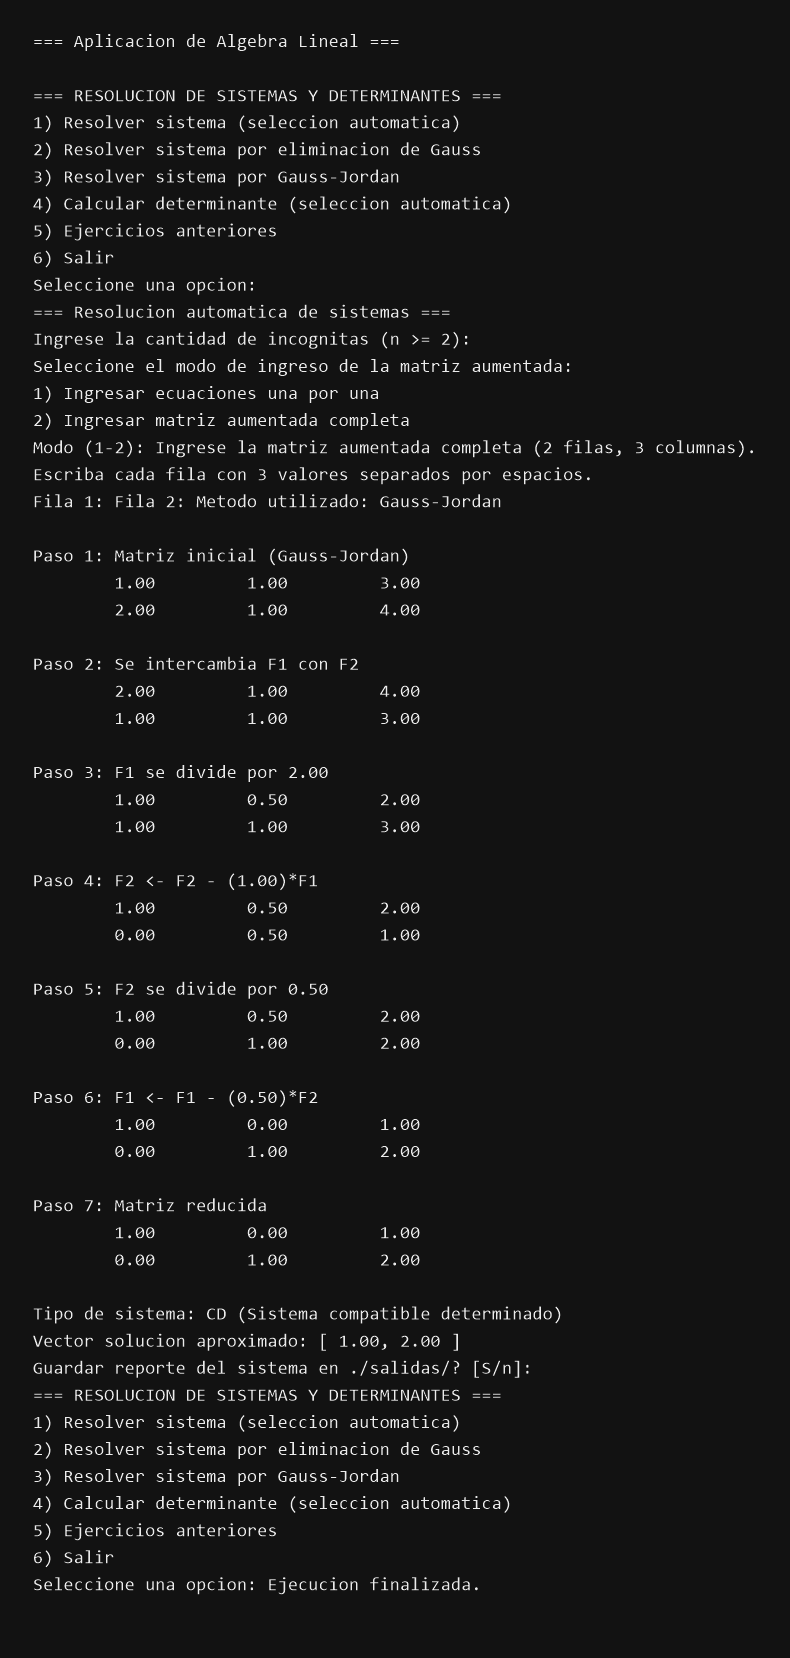 === Aplicacion de Algebra Lineal ===
=== RESOLUCION DE SISTEMAS Y DETERMINANTES ===
1) Resolver sistema (seleccion automatica)
2) Resolver sistema por eliminacion de Gauss
3) Resolver sistema por Gauss-Jordan
4) Calcular determinante (seleccion automatica)
5) Ejercicios anteriores
6) Salir
Seleccione una opcion:
=== Resolucion automatica de sistemas ===
Ingrese la cantidad de incognitas (n >= 2):
Seleccione el modo de ingreso de la matriz aumentada:
1) Ingresar ecuaciones una por una
2) Ingresar matriz aumentada completa
Modo (1-2): Ingrese la matriz aumentada completa (2 filas, 3 columnas).
Escriba cada fila con 3 valores separados por espacios.
Fila 1: Fila 2: Metodo utilizado: Gauss-Jordan
Paso 1: Matriz inicial (Gauss-Jordan)
1.00 1.00 3.00
2.00 1.00 4.00
Paso 2: Se intercambia F1 con F2
2.00 1.00 4.00
1.00 1.00 3.00
Paso 3: F1 se divide por 2.00
1.00 0.50 2.00
1.00 1.00 3.00
Paso 4: F2 <- F2 - (1.00)*F1
1.00 0.50 2.00
0.00 0.50 1.00
Paso 5: F2 se divide por 0.50
1.00 0.50 2.00
0.00 1.00 2.00
Paso 6: F1 <- F1 - (0.50)*F2
1.00 0.00 1.00
0.00 1.00 2.00
Paso 7: Matriz reducida
1.00 0.00 1.00
0.00 1.00 2.00
Tipo de sistema: CD (Sistema compatible determinado)
Vector solucion aproximado: [ 1.00, 2.00 ]
Guardar reporte del sistema en ./salidas/? [S/n]:
=== RESOLUCION DE SISTEMAS Y DETERMINANTES ===
1) Resolver sistema (seleccion automatica)
2) Resolver sistema por eliminacion de Gauss
3) Resolver sistema por Gauss-Jordan
4) Calcular determinante (seleccion automatica)
5) Ejercicios anteriores
6) Salir
Seleccione una opcion: Ejecucion finalizada.